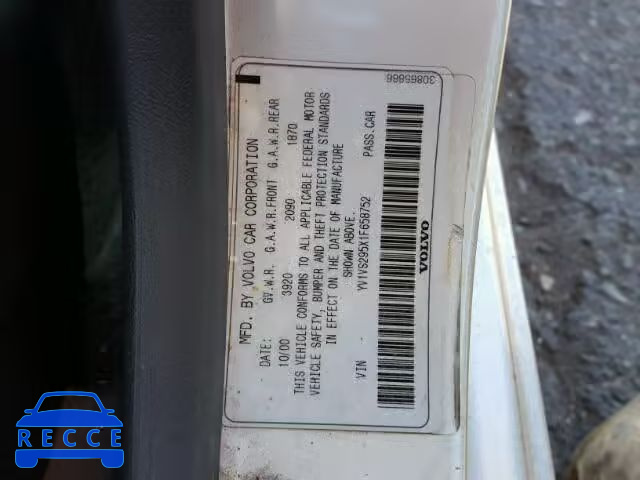 MFD. BY VOLVO CAR CORPORATION
DATE: G.V.W.R. G.A.W.R.FRONT G.A.W.R.REAR
10/00 3920 2090 1870
THIS VEHICLE CONFORMS TO ALL APPLICABLE FEDERAL MOTOR
VEHICLE SAFETY, BUMPER AND THEFT PROTECTION STANDARDS
IN EFFECT ON THE DATE OF MANUFACTURE
SHOWN ABOVE.
VIN YV1VS295X1F658752 PASS.CAR
VOLVO
30865866
RECCE